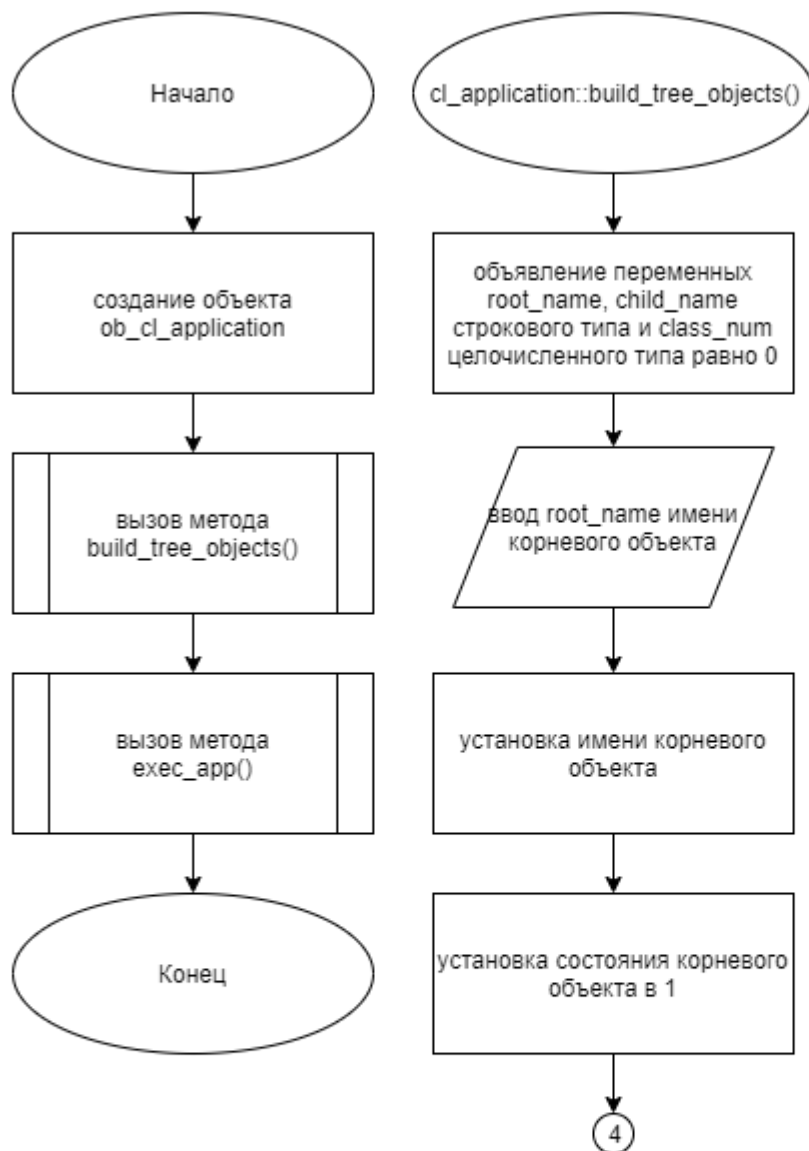 Начало
создание объекта
ob_cl_application
вызов метода
build_tree_objects()
вызов метода
exec_app()
Конец
cl_application::build_tree_objects()
объявление переменных
root_name, child_name
строкового типа и class_num
целочисленного типа равно 0
ввод root_name имени
корневого объекта
установка имени корневого
объекта
установка состояния корневого
объекта в 1
4